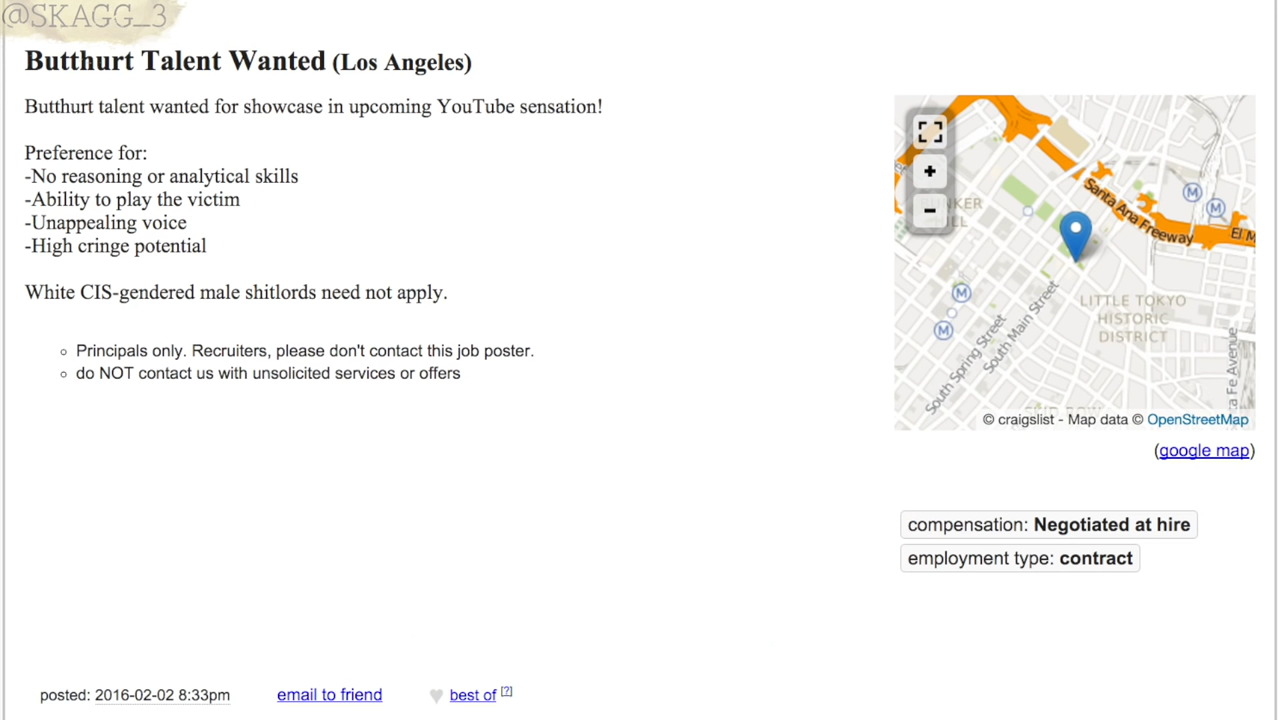 @SKAGG_3
Butthurt Talent Wanted (Los Angeles)
Butthurt talent wanted for showcase in upcoming YouTube sensation!
Preference for:
-No reasoning or analytical skills
-Ability to play the victim
-Unappealing voice
-High cringe potential
White CIS-gendered male shitlords need not apply.
Principals only. Recruiters, please don't contact this job poster.
do NOT contact us with unsolicited services or offers
+
-
Santa Ana Freeway
El M
M
M
M
M
South Spring Street
South Main Street
LITTLE TOKYO
HISTORIC
DISTRICT
© craigslist - Map data © OpenStreetMap
(google map)
compensation: Negotiated at hire
employment type: contract
posted: 2016-02-02 8:33pm email to friend best of [?]